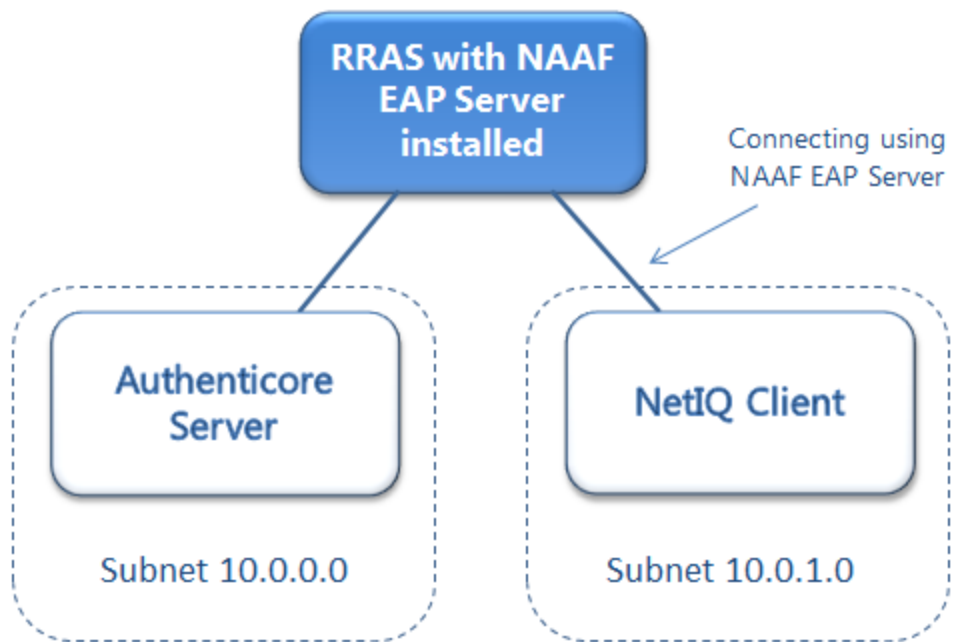 RRAS with NAAF
EAP Server
installed
Connecting using
NAAF EAP Server
Authenticore
Server
NetIQ Client
Subnet 10.0.0.0
Subnet 10.0.1.0